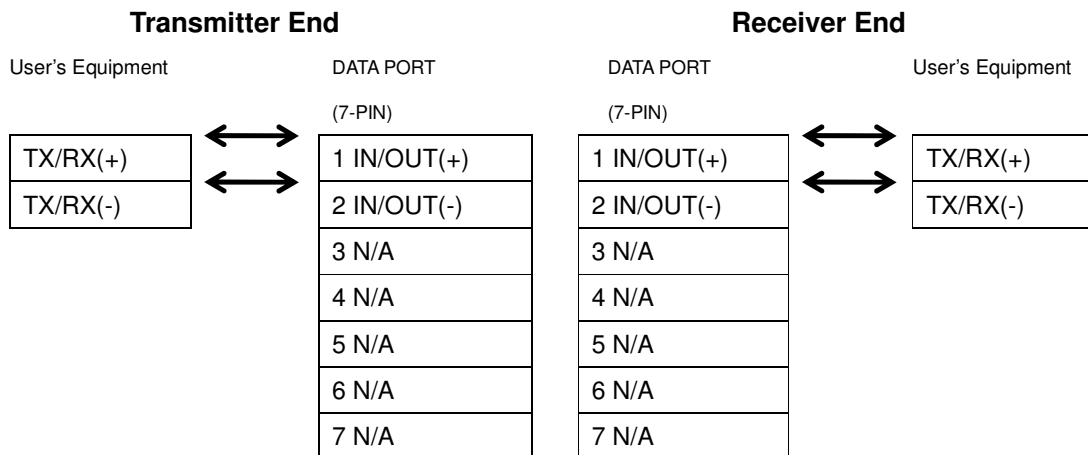 Transmitter End Receiver End
User's Equipment DATA PORT DATA PORT User's Equipment
(7-PIN) (7-PIN)
TX/RX(+) 1 IN/OUT(+) 1 IN/OUT(+) TX/RX(+)
TX/RX(-) 2 IN/OUT(-) 2 IN/OUT(-) TX/RX(-)
3 N/A 3 N/A
4 N/A 4 N/A
5 N/A 5 N/A
6 N/A 6 N/A
7 N/A 7 N/A